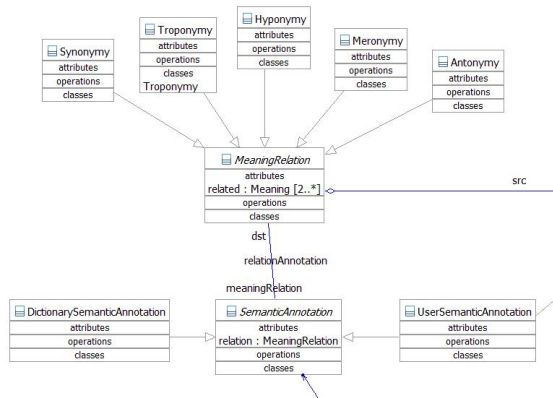 Synonymy
attributes
operations
classes
Troponymy
attributes
operations
classes
Troponymy
Hyponymy
attributes
operations
classes
Meronymy
attributes
operations
classes
Antonymy
attributes
operations
classes
MeaningRelation
attributes
related : Meaning [2..*]
operations
classes
src
dst
relationAnnotation
meaningRelation
DictionarySemanticAnnotation
attributes
operations
classes
SemanticAnnotation
attributes
relation : MeaningRelation
operations
classes
UserSemanticAnnotation
attributes
operations
classes